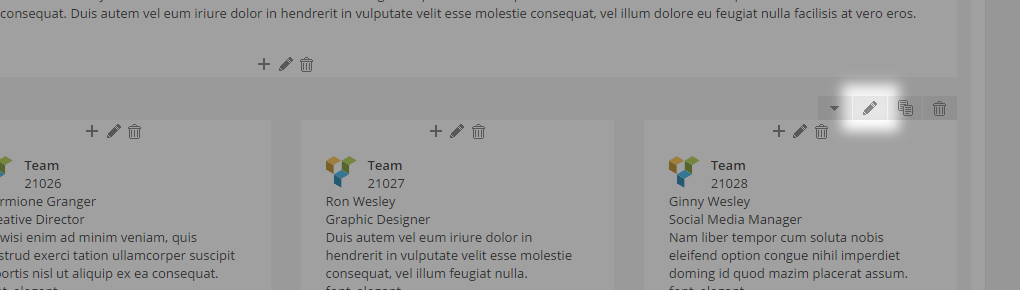 consequat. Duis autem vel eum iriure dolor in hendrerit in vulputate velit esse molestie consequat, vel illum dolore eu feugiat nulla facilisis at vero eros.
Team
21026
rmione Granger
eative Director
wisi enim ad minim veniam, quis
strud exerci tation ullamcorper suscipit
ortis nisl ut aliquip ex ea consequat.
Team
21027
Ron Wesley
Graphic Designer
Duis autem vel eum iriure dolor in
hendrerit in vulputate velit esse molestie
consequat, vel illum feugiat nulla.
Team
21028
Ginny Wesley
Social Media Manager
Nam liber tempor cum soluta nobis
eleifend option congue nihil imperdiet
doming id quod mazim placerat assum.